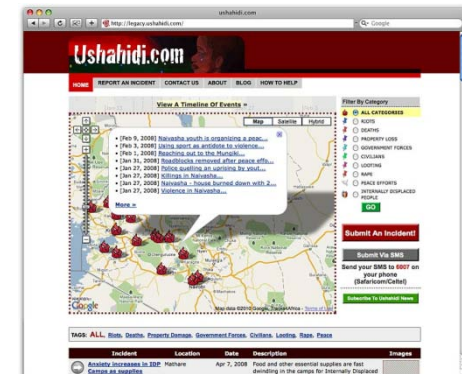 ushahidi.com
http://legacy.ushahidi.com/
Google
Ushahidi.com
HOME REPORT AN INCIDENT CONTACT US ABOUT BLOG HOW TO HELP
View A Timeline Of Events »
Map Satellite Hybrid
• [Feb 9, 2008] Naivasha youth is organizing a peac...
• [Feb 3, 2008] Using sport as antidote to violence...
• [Feb 1, 2008] Reaching out to the Mungiki...
• [Jan 31, 2008] Roadblocks removed after peace effo...
• [Jan 27, 2008] Police quelling an uprising by yout...
• [Jan 27, 2008] Killings in Naivasha...
• [Jan 27, 2008] Naivasha - house burned down with 2...
• [Jan 27, 2008] Violence in Naivasha...
More »
Google
Filter By Category
ALL CATEGORIES
RIOTS
DEATHS
PROPERTY LOSS
GOVERNMENT FORCES
CIVILIANS
LOOTING
RAPE
PEACE EFFORTS
INTERNALLY DISPLACED
PEOPLE
GO
Submit An Incident!
Submit Via SMS
Send your SMS to 6007 on
your phone
(Safaricom/Celtel)
Subscribe To Ushahidi News
TAGS: ALL, Riots, Deaths, Property Damage, Government Forces, Civilians, Looting, Rape, Peace
Incident Location Date Description Images
Anxiety increases in IDP Mathare Apr 7, 2008 Food and other essential supplies are fast
Camps as supplies dwindling in the camps for Internally Displaced